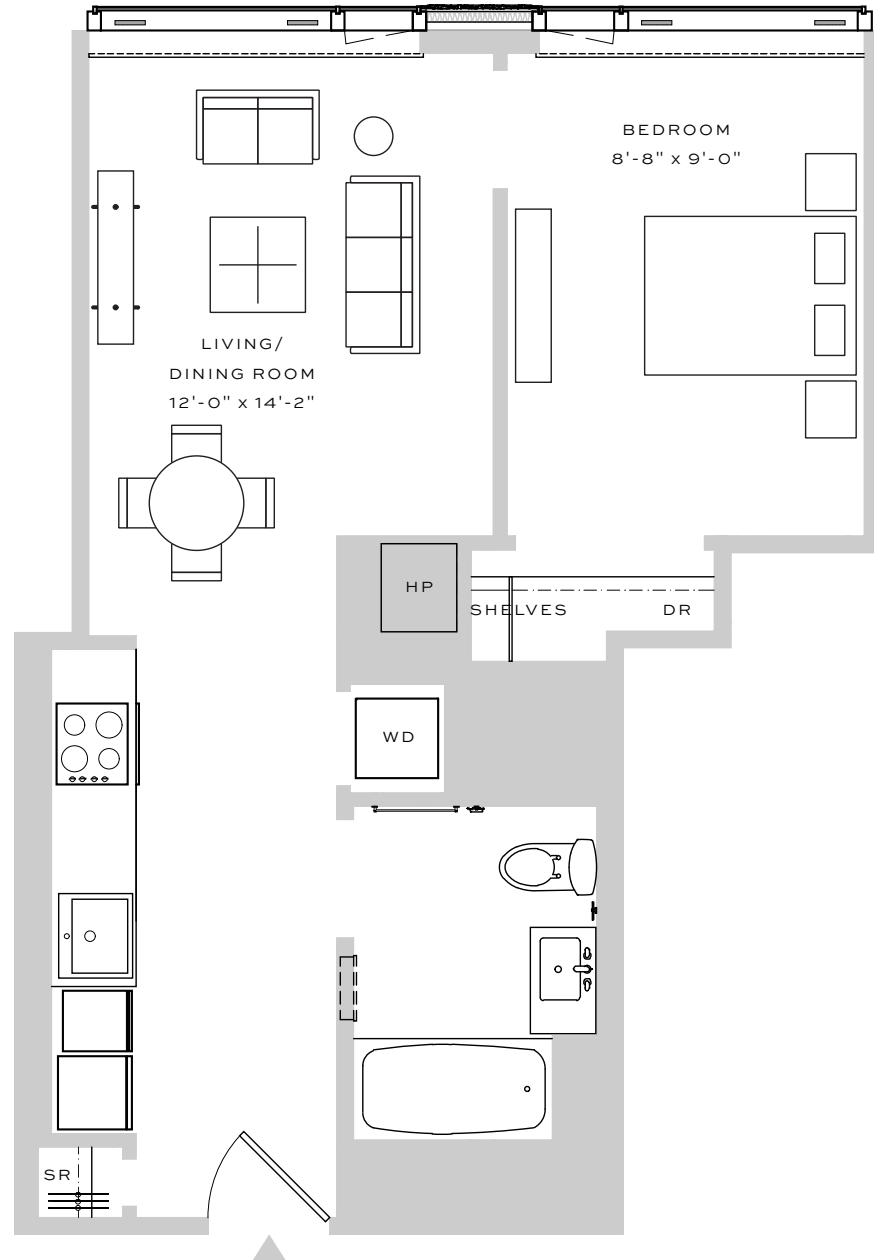 BEDROOM
8'-8" x 9'-0"
LIVING/
DINING ROOM
12'-0" x 14'-2"
HP
SHELVES
DR
WD
SR